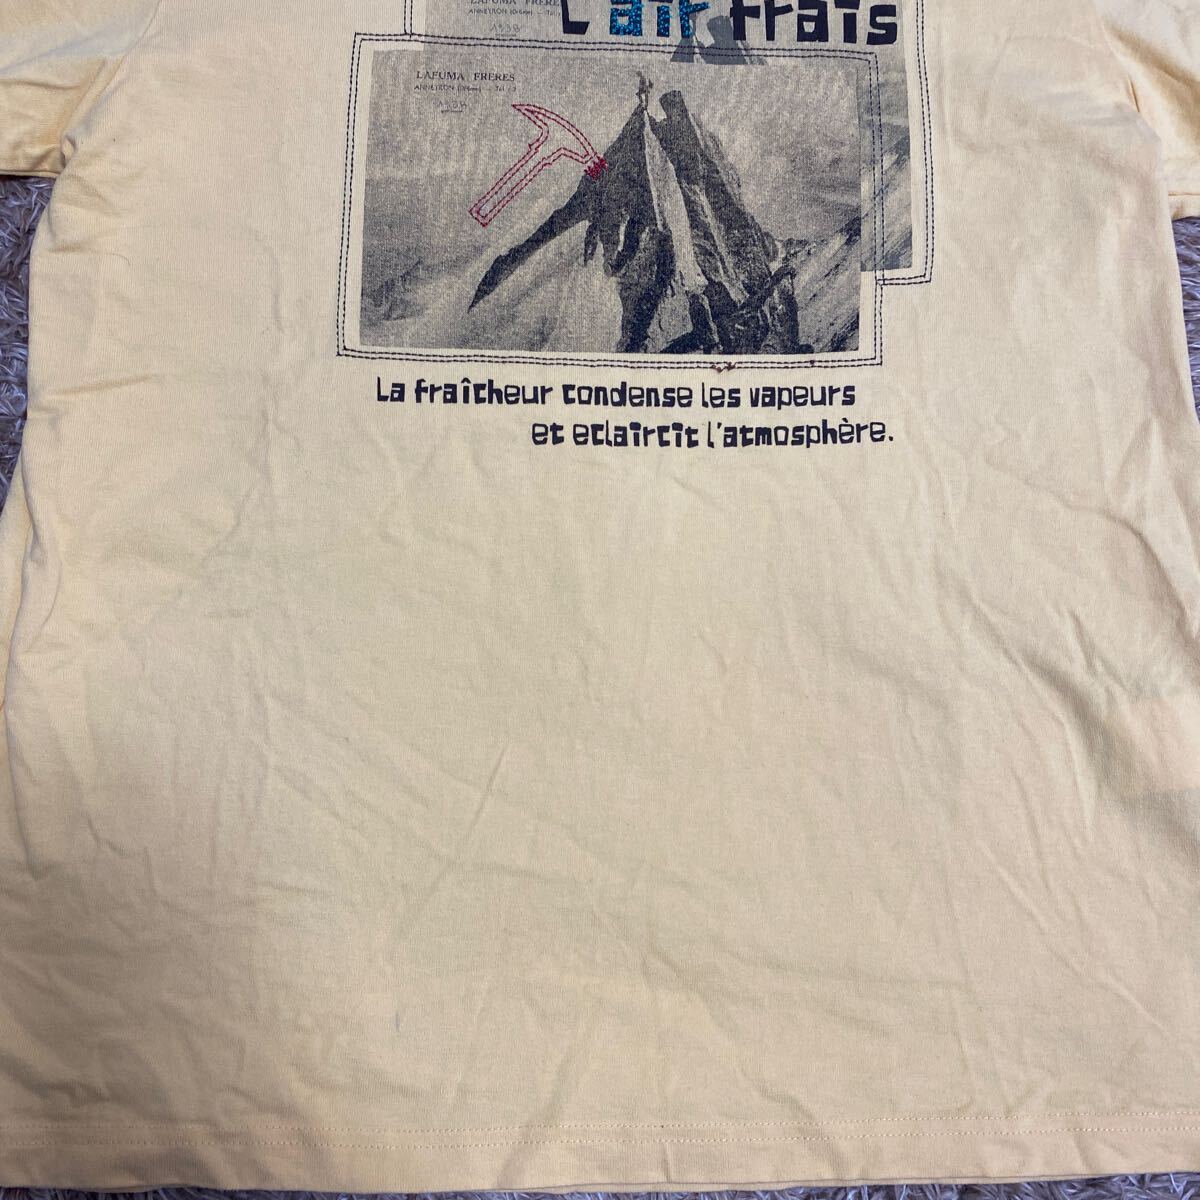 LAFUMA FRERES
L'air frais
LAFUMA FRERES
La fraîcheur condense les vapeurs
et eclaircit l'atmosphère.